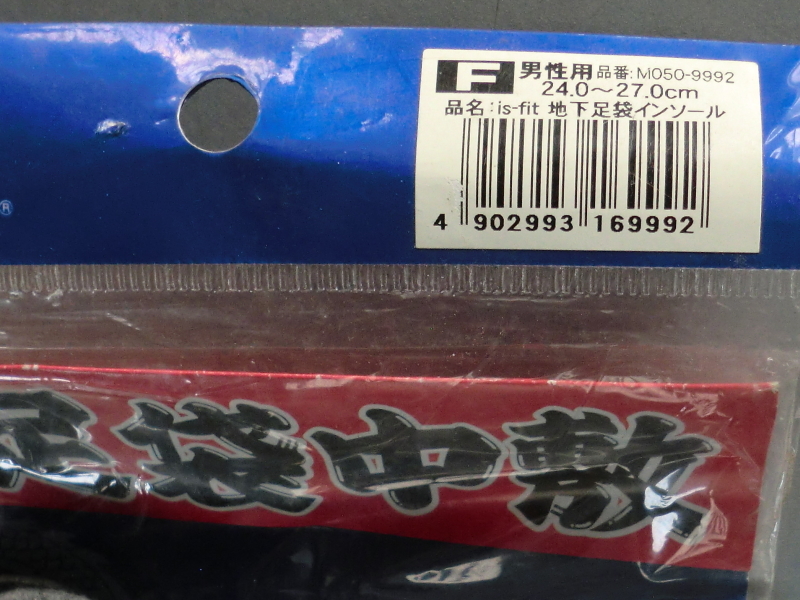 F 男性用 品番:M050-9992
24.0～27.0cm
品名:is-fit 地下足袋インソール
4 902993 169992
®
足袋中敷